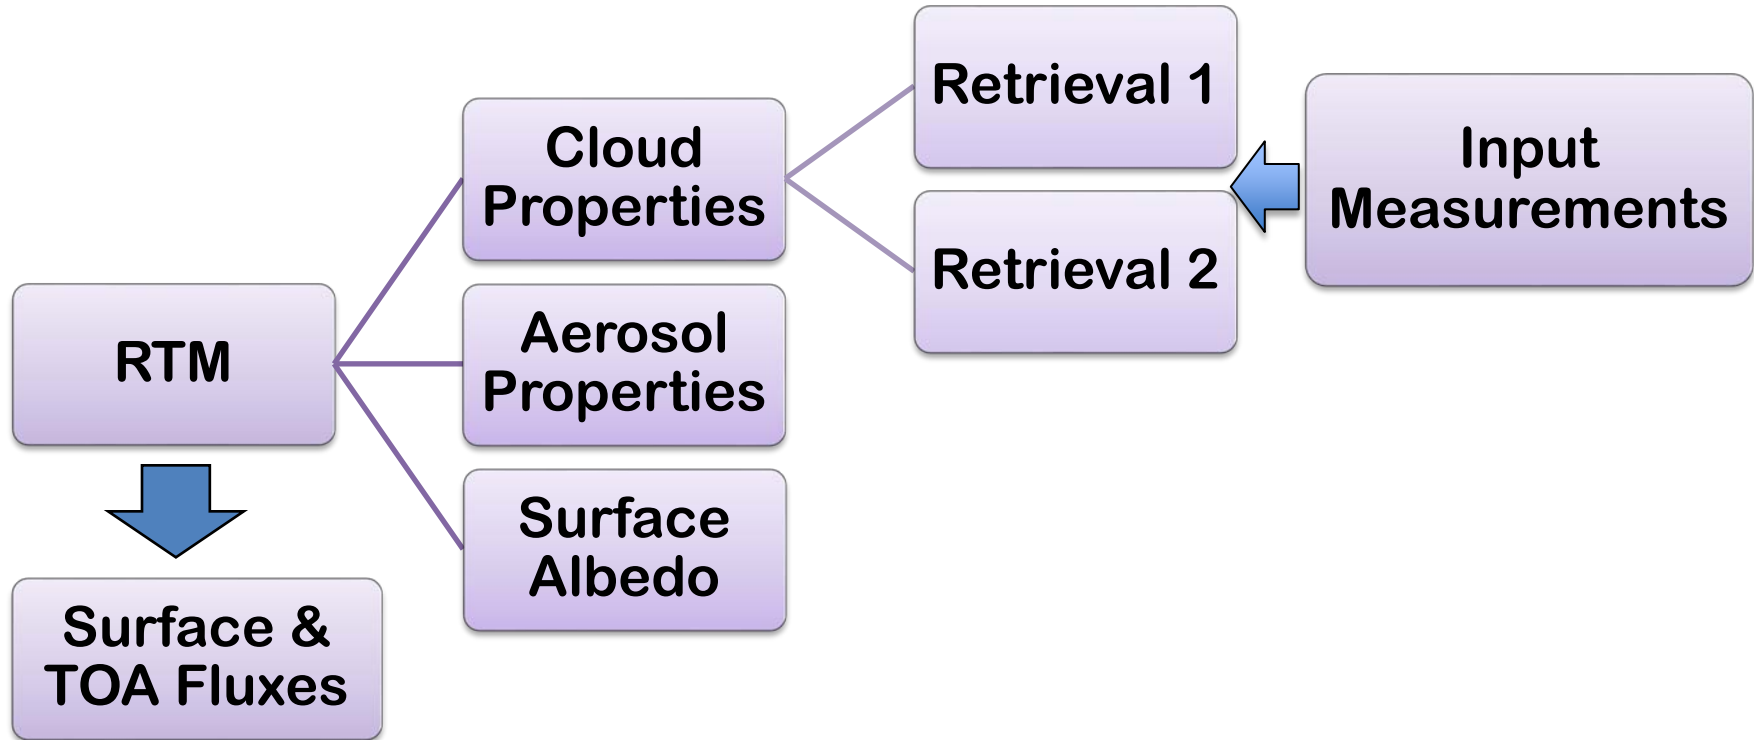 RTM
Surface &
TOA Fluxes
Cloud
Properties
Aerosol
Properties
Surface
Albedo
Retrieval 1
Retrieval 2
Input
Measurements